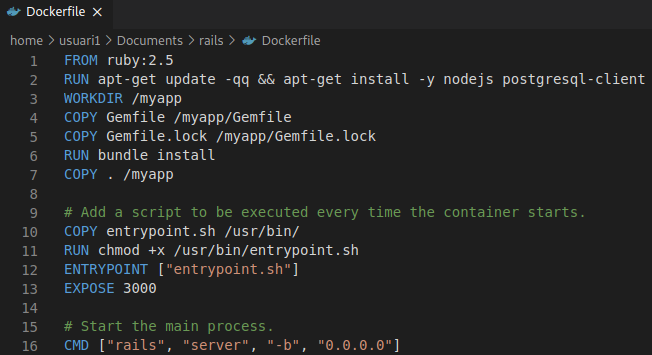 Dockerfile ×
home > usuari1 > Documents > rails > Dockerfile
1 FROM ruby:2.5
2 RUN apt-get update -qq && apt-get install -y nodejs postgresql-client
3 WORKDIR /myapp
4 COPY Gemfile /myapp/Gemfile
5 COPY Gemfile.lock /myapp/Gemfile.lock
6 RUN bundle install
7 COPY . /myapp
8
9 # Add a script to be executed every time the container starts.
10 COPY entrypoint.sh /usr/bin/
11 RUN chmod +x /usr/bin/entrypoint.sh
12 ENTRYPOINT ["entrypoint.sh"]
13 EXPOSE 3000
14
15 # Start the main process.
16 CMD ["rails", "server", "-b", "0.0.0.0"]